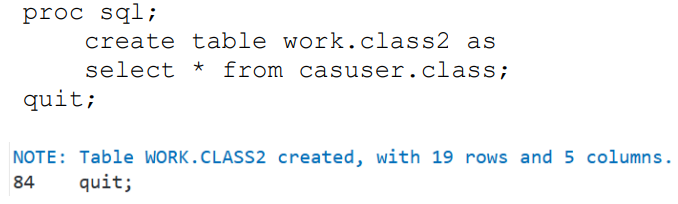 proc sql;
create table work.class2 as
select * from casuser.class;
quit;
NOTE: Table WORK.CLASS2 created, with 19 rows and 5 columns.
84 quit;